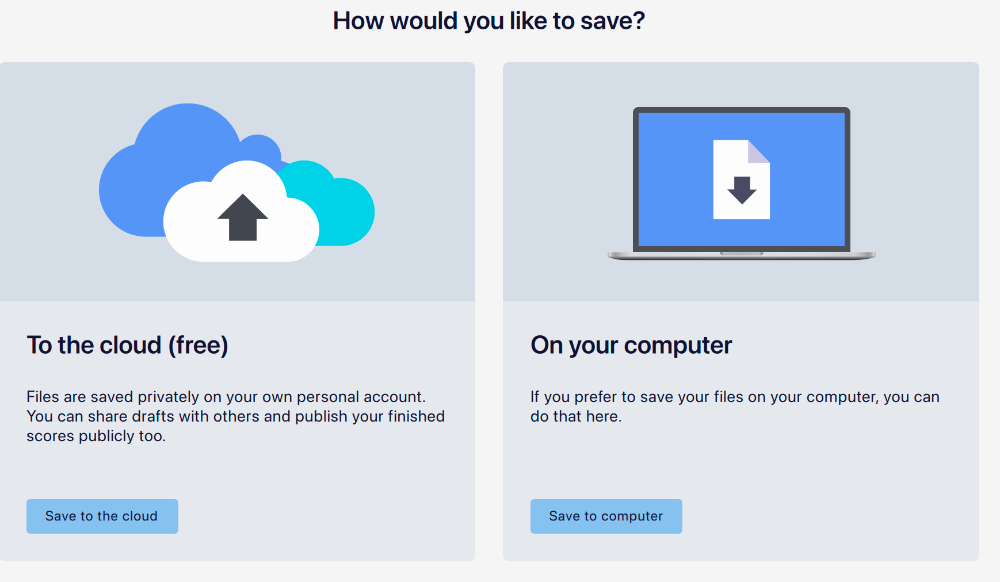 How would you like to save?
To the cloud (free)
Files are saved privately on your own personal account.
You can share drafts with others and publish your finished
scores publicly too.
Save to the cloud
On your computer
If you prefer to save your files on your computer, you can
do that here.
Save to computer